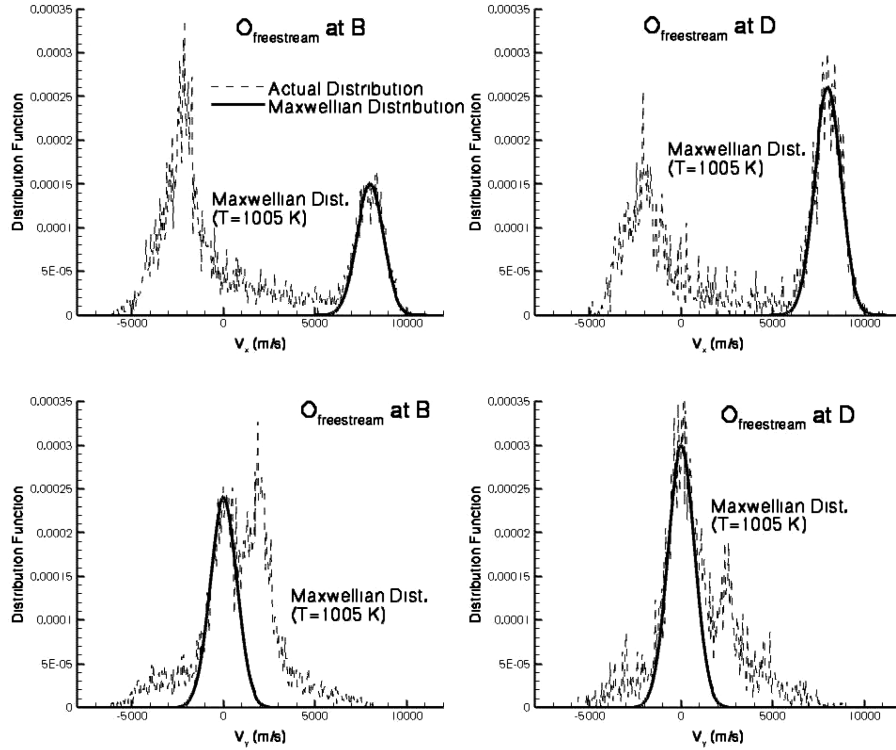 O freestream at B
Actual Distribution
Maxwellian Distribution
Maxwellian Dist.
(T=1005 K)
Distribution Function
0.00035
0.0003
0.00025
0.0002
0.00015
0.0001
5E-05
0
-5000
0
5000
10000
Vx (m/s)
O freestream at D
Maxwellian Dist.
(T=1005 K)
Distribution Function
0.00035
0.0003
0.00025
0.0002
0.00015
0.0001
5E-05
0
-5000
0
5000
10000
Vx (m/s)
O freestream at B
Maxwellian Dist.
(T=1005 K)
Distribution Function
0.00035
0.0003
0.00025
0.0002
0.00015
0.0001
5E-05
0
-5000
0
5000
10000
VY (m/s)
O freestream at D
Maxwellian Dist.
(T=1005 K)
Distribution Function
0.00035
0.0003
0.00025
0.0002
0.00015
0.0001
5E-05
0
-5000
0
5000
10000
VY (m/s)